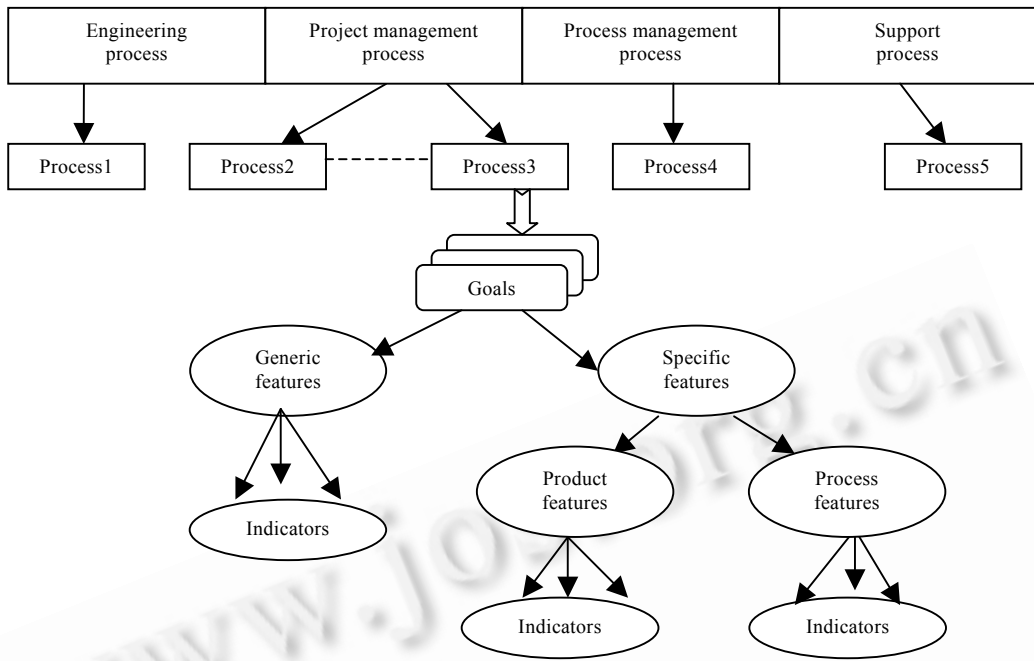 Engineering
process
Project management
process
Process management
process
Support
process
Process1
Process2
Process3
Process4
Process5
Goals
Generic
features
Specific
features
Product
features
Process
features
Indicators
Indicators
Indicators